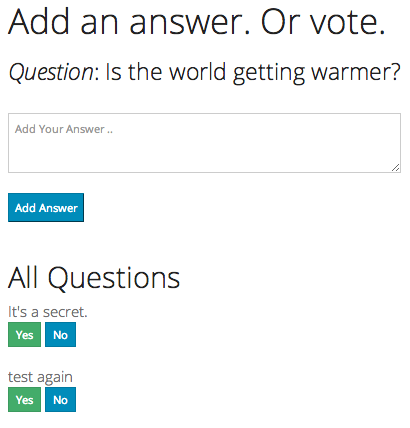 Add an answer. Or vote.
Question: Is the world getting warmer?
Add Your Answer ..
Add Answer
All Questions
It's a secret.
Yes No
test again
Yes No